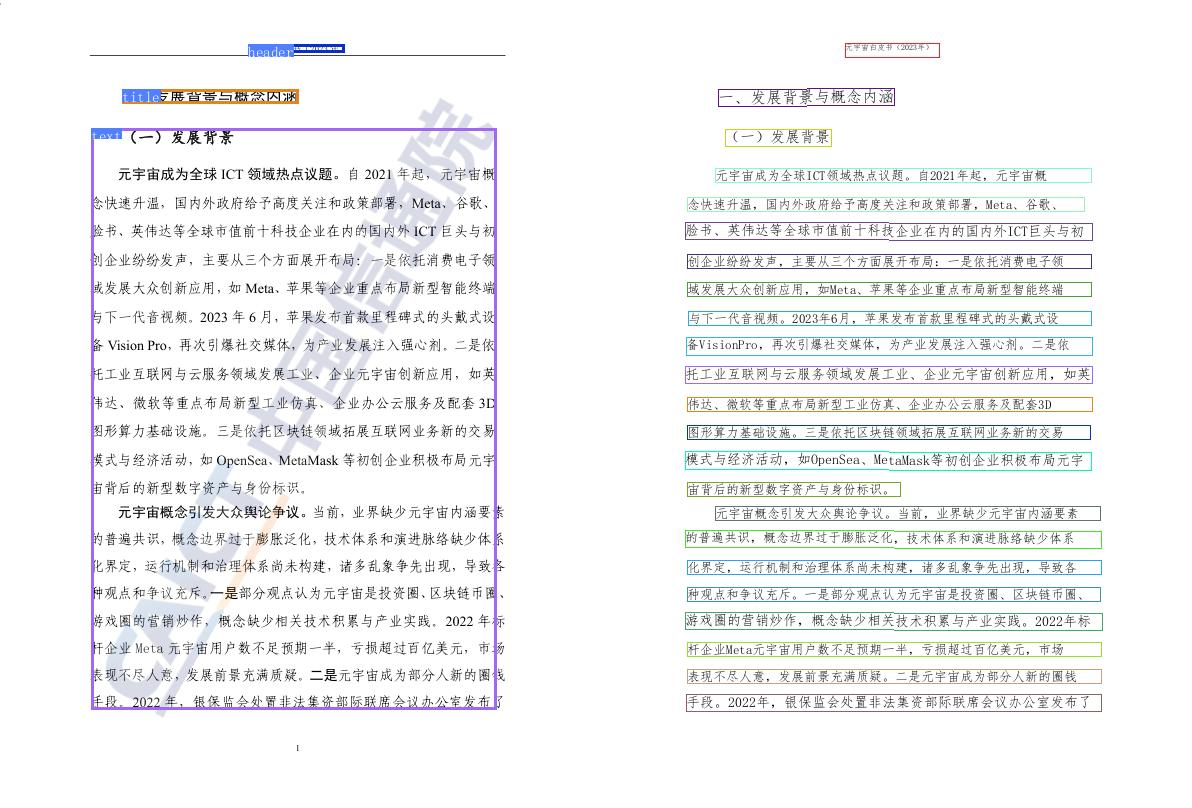 header
title 发展背景与概念内涵
text （一）发展背景
元宇宙成为全球 ICT 领域热点议题。自 2021 年起，元宇宙概
念快速升温，国内外政府给予高度关注和政策部署，Meta、谷歌、
脸书、英伟达等全球市值前十科技企业在内的国内外 ICT 巨头与初
创企业纷纷发声，主要从三个方面展开布局：一是依托消费电子领
域发展大众创新应用，如 Meta、苹果等企业重点布局新型智能终端
与下一代音视频。2023 年 6 月，苹果发布首款里程碑式的头戴式设
备 Vision Pro，再次引爆社交媒体，为产业发展注入强心剂。二是依
托工业互联网与云服务领域发展工业、企业元宇宙创新应用，如英
伟达、微软等重点布局新型工业仿真、企业办公云服务及配套 3D
图形算力基础设施。三是依托区块链领域拓展互联网业务新的交易
模式与经济活动，如 OpenSea、MetaMask 等初创企业积极布局元宇
宙背后的新型数字资产与身份标识。
元宇宙概念引发大众舆论争议。当前，业界缺少元宇宙内涵要素
的普遍共识，概念边界过于膨胀泛化，技术体系和演进脉络缺少体系
化界定，运行机制和治理体系尚未构建，诸多乱象争先出现，导致各
种观点和争议充斥。一是部分观点认为元宇宙是投资圈、区块链币圈、
游戏圈的营销炒作，概念缺少相关技术积累与产业实践。2022 年标
杆企业 Meta 元宇宙用户数不足预期一半，亏损超过百亿美元，市场
表现不尽人意，发展前景充满质疑。二是元宇宙成为部分人新的圈钱
手段。2022 年，银保监会处置非法集资部际联席会议办公室发布了
1
CAICT 中国信通院
元宇宙白皮书（2023年）
一、发展背景与概念内涵
（一）发展背景
元宇宙成为全球ICT领域热点议题。自2021年起，元宇宙概
念快速升温，国内外政府给予高度关注和政策部署，Meta、谷歌、
脸书、英伟达等全球市值前十科技企业在内的国内外ICT巨头与初
创企业纷纷发声，主要从三个方面展开布局：一是依托消费电子领
域发展大众创新应用，如Meta、苹果等企业重点布局新型智能终端
与下一代音视频。2023年6月，苹果发布首款里程碑式的头戴式设
备VisionPro，再次引爆社交媒体，为产业发展注入强心剂。二是依
托工业互联网与云服务领域发展工业、企业元宇宙创新应用，如英
伟达、微软等重点布局新型工业仿真、企业办公云服务及配套3D
图形算力基础设施。三是依托区块链领域拓展互联网业务新的交易
模式与经济活动，如OpenSea、MetaMask等初创企业积极布局元宇
宙背后的新型数字资产与身份标识。
元宇宙概念引发大众舆论争议。当前，业界缺少元宇宙内涵要素
的普遍共识，概念边界过于膨胀泛化，技术体系和演进脉络缺少体系
化界定，运行机制和治理体系尚未构建，诸多乱象争先出现，导致各
种观点和争议充斥。一是部分观点认为元宇宙是投资圈、区块链币圈、
游戏圈的营销炒作，概念缺少相关技术积累与产业实践。2022年标
杆企业Meta元宇宙用户数不足预期一半，亏损超过百亿美元，市场
表现不尽人意，发展前景充满质疑。二是元宇宙成为部分人新的圈钱
手段。2022年，银保监会处置非法集资部际联席会议办公室发布了